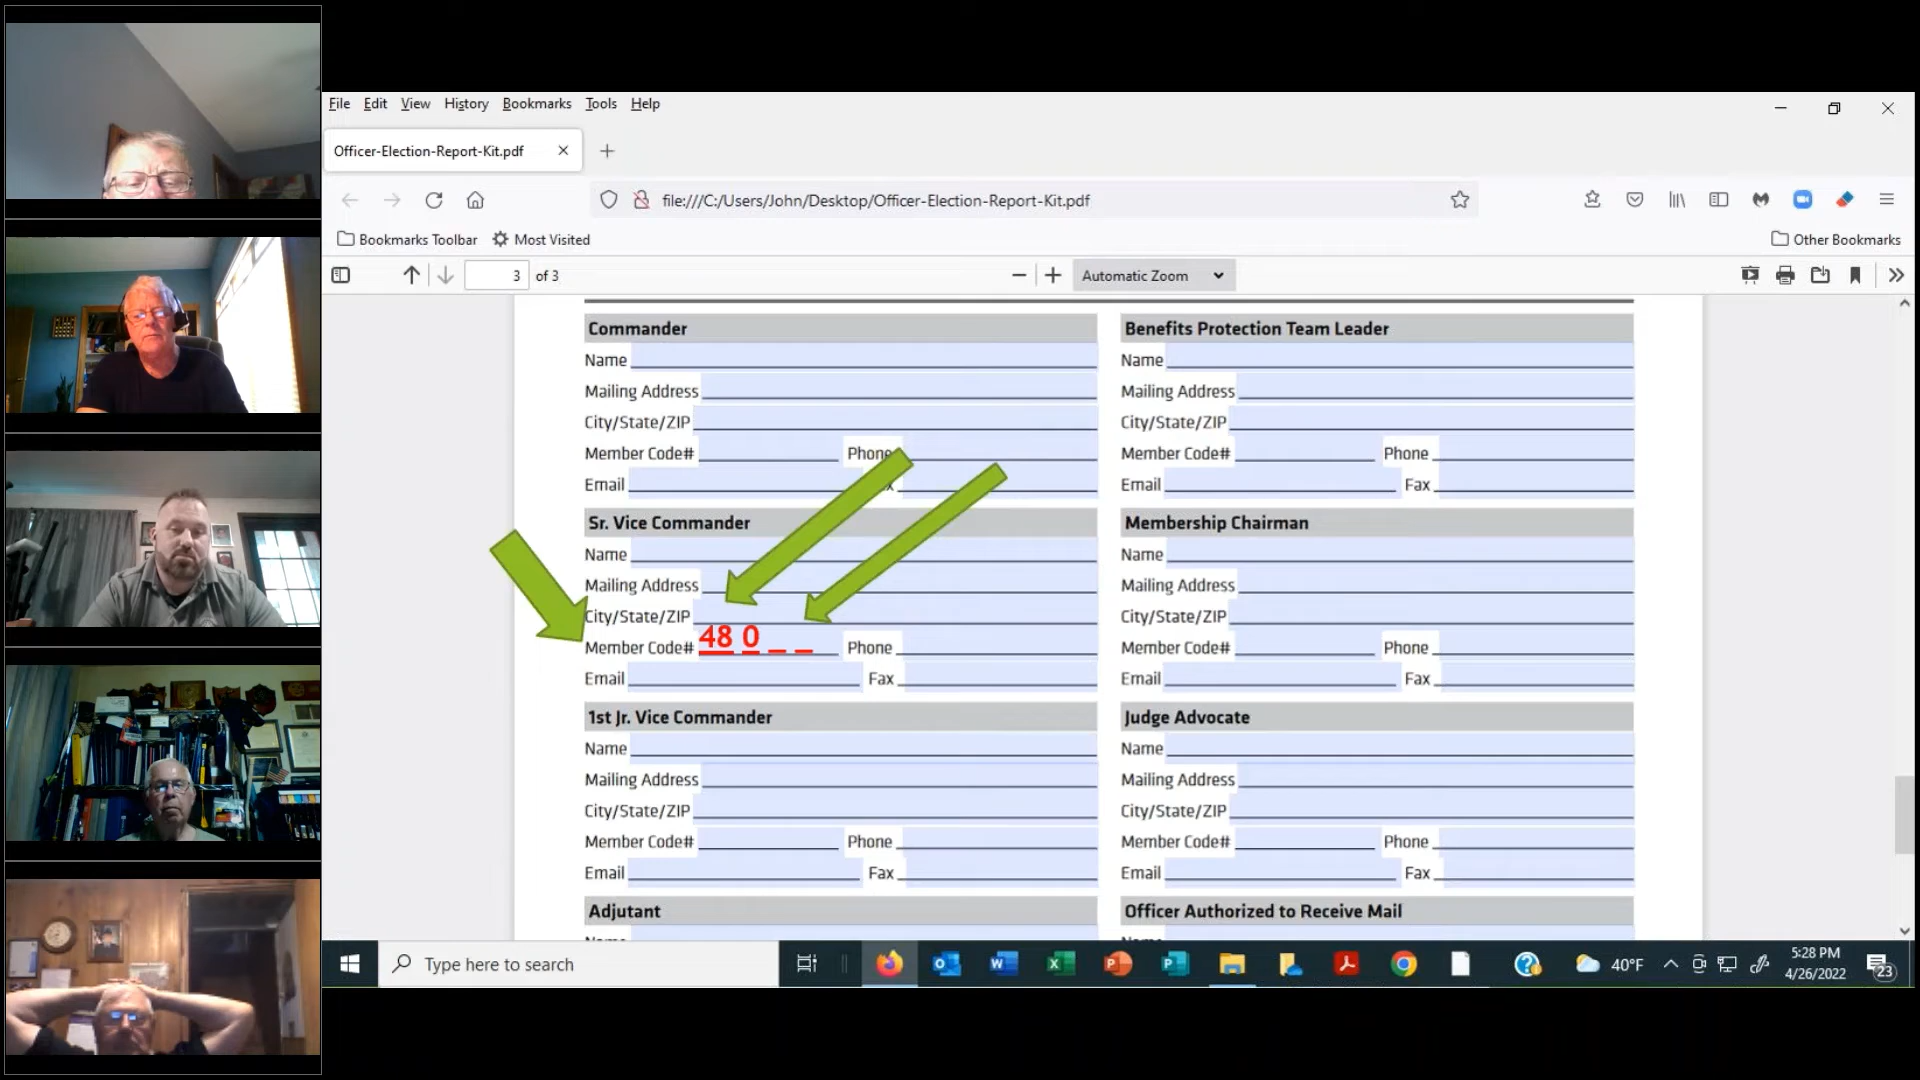 File Edit View History Bookmarks Tools Help
Officer-Election-Report-Kit.pdf
file:///C:/Users/John/Desktop/Officer-Election-Report-Kit.pdf
Bookmarks Toolbar Most Visited Other Bookmarks
3 of 3 Automatic Zoom
Commander
Name
Mailing Address
City/State/ZIP
Member Code# Phone
Email
Sr. Vice Commander
Name
Mailing Address
City/State/ZIP
Member Code# 48 0 _ _ Phone
Email Fax
1st Jr. Vice Commander
Name
Mailing Address
City/State/ZIP
Member Code# Phone
Email Fax
Adjutant
Benefits Protection Team Leader
Name
Mailing Address
City/State/ZIP
Member Code# Phone
Email Fax
Membership Chairman
Name
Mailing Address
City/State/ZIP
Member Code# Phone
Email Fax
Judge Advocate
Name
Mailing Address
City/State/ZIP
Member Code# Phone
Email Fax
Officer Authorized to Receive Mail
Type here to search
40°F
5:28 PM
4/26/2022
23